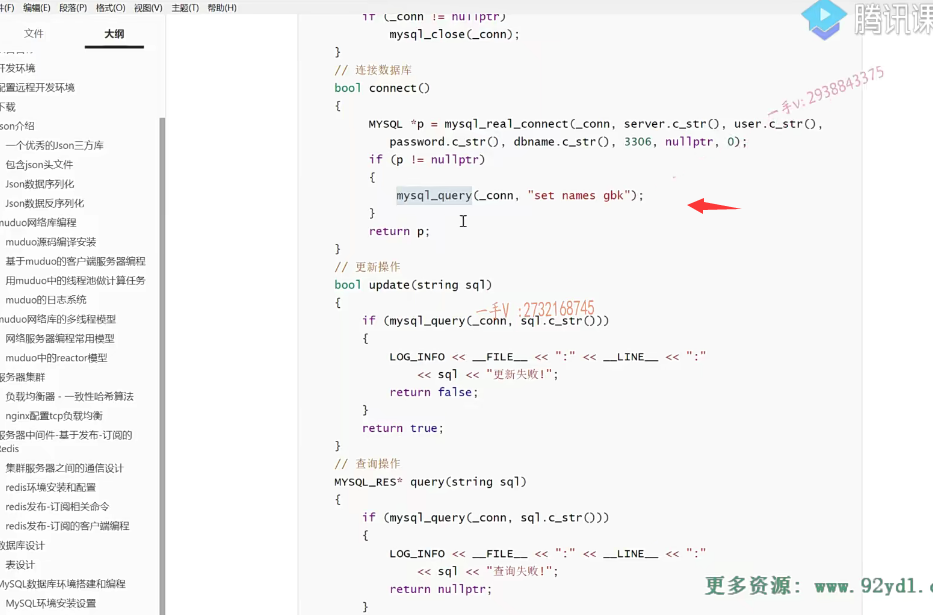 件(F) 编辑(E) 段落(P) 格式(O) 视图(V) 主题(T) 帮助(H)
文件 大纲
开发环境
配置远程开发环境
下载
son介绍
一个优秀的Json三方库
包含json头文件
Json数据序列化
Json数据反序列化
muduo网络库编程
muduo源码编译安装
基于muduo的客户端服务器编程
用muduo中的线程池做计算任务
muduo的日志系统
muduo网络库的多线程模型
网络服务器编程常用模型
muduo中的reactor模型
服务器集群
负载均衡器 - 一致性哈希算法
nginx配置tcp负载均衡
服务器中间件-基于发布-订阅的
Redis
集群服务器之间的通信设计
redis环境安装和配置
redis发布-订阅相关命令
redis发布-订阅的客户端编程
数据库设计
表设计
MySQL数据库环境搭建和编程
MySQL环境安装设置
if (_conn != nullptr)
mysql_close(_conn);
}
// 连接数据库
bool connect()
{
MYSQL *p = mysql_real_connect(_conn, server.c_str(), user.c_str(),
password.c_str(), dbname.c_str(), 3306, nullptr, 0);
if (p != nullptr)
{
mysql_query(_conn, "set names gbk");
}
return p;
}
// 更新操作
bool update(string sql)
{
if (mysql_query(_conn, sql.c_str()))
{
LOG_INFO << __FILE__ << ":" << __LINE__ << ":"
<< sql << "更新失败!";
return false;
}
return true;
}
// 查询操作
MYSQL_RES* query(string sql)
{
if (mysql_query(_conn, sql.c_str()))
{
LOG_INFO << __FILE__ << ":" << __LINE__ << ":"
<< sql << "查询失败!";
return nullptr;
}
腾讯课
一手v: 2938843375
一手V :2732168745
更多资源: www.92yd1.